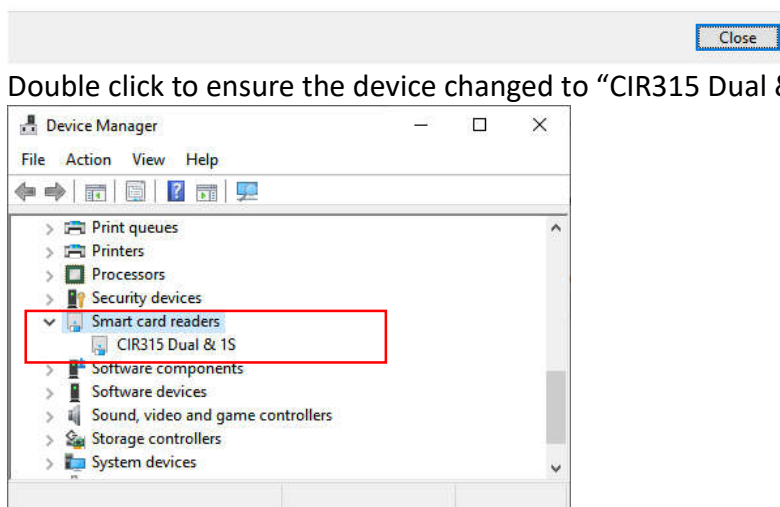 Close
Double click to ensure the device changed to “CIR315 Dual &
Device Manager
File Action View Help
Print queues
Printers
Processors
Security devices
Smart card readers
CIR315 Dual & 1S
Software components
Software devices
Sound, video and game controllers
Storage controllers
System devices